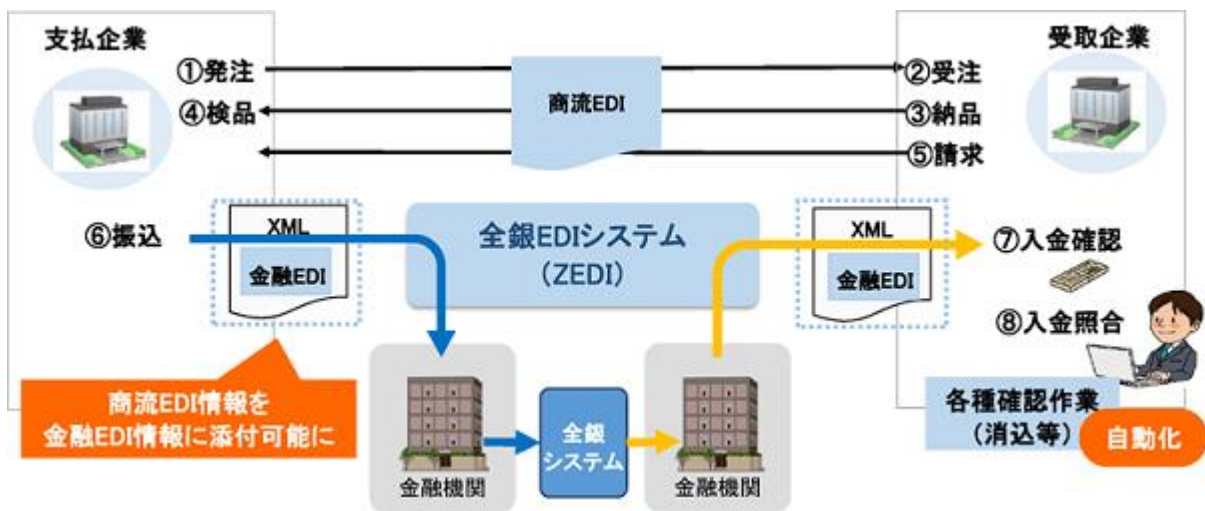 支払企業
受取企業
①発注
②受注
④検品
商流EDI
③納品
⑤請求
⑥振込
XML
金融EDI
全銀EDIシステム
(ZEDI)
XML
金融EDI
⑦入金確認
⑧入金照合
商流EDI情報を
金融EDI情報に添付可能に
金融機関
全銀
システム
金融機関
各種確認作業
(消込等)
自動化